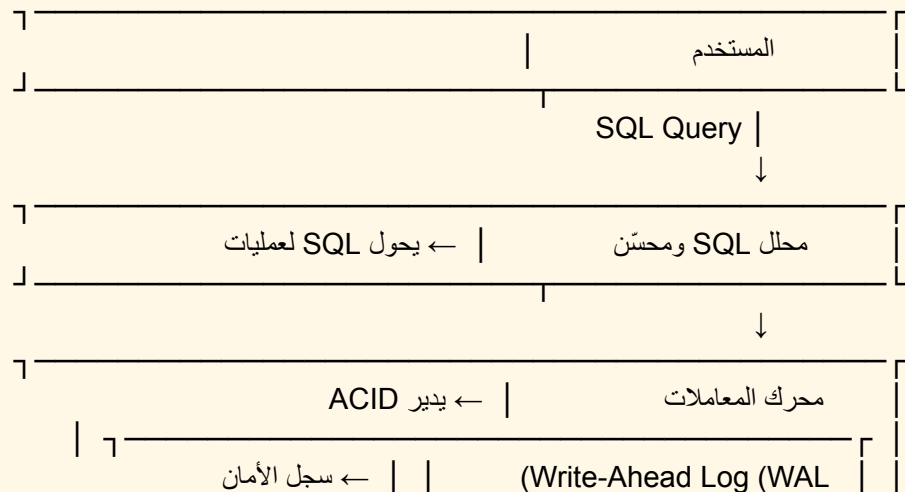 المستخدم
SQL Query
↓
محلل SQL ومحسّن ← يحول SQL لعمليات
↓
محرك المعاملات ← يدير ACID
(Write-Ahead Log (WAL ← سجل الأمان